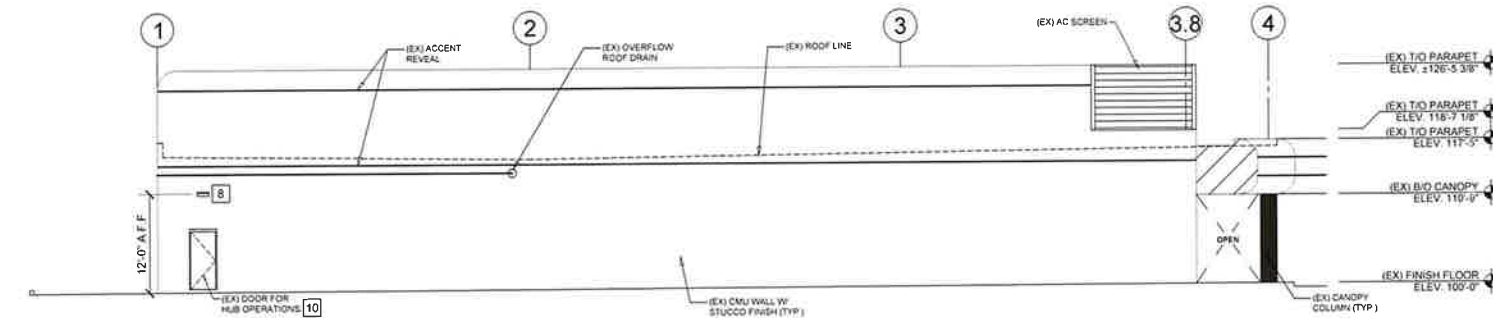 1
2
3
3.8
4
(EX) ACCENT
REVEAL
(EX) OVERFLOW
ROOF DRAIN
(EX) ROOF LINE
(EX) AC SCREEN
(EX) T/O PARAPET
ELEV. ±126'-5 3/8"
(EX) T/O PARAPET
ELEV. 118'-7 1/8"
(EX) T/O PARAPET
ELEV. 117'-5"
(EX) B/O CANOPY
ELEV. 110'-9"
8
12'-0" A.F.F
OPEN
(EX) FINISH FLOOR
ELEV. 100'-0"
(EX) DOOR FOR
HUB OPERATIONS 10
(EX) CMU WALL W/
STUCCO FINISH (TYP)
(EX) CANOPY
COLUMN (TYP)